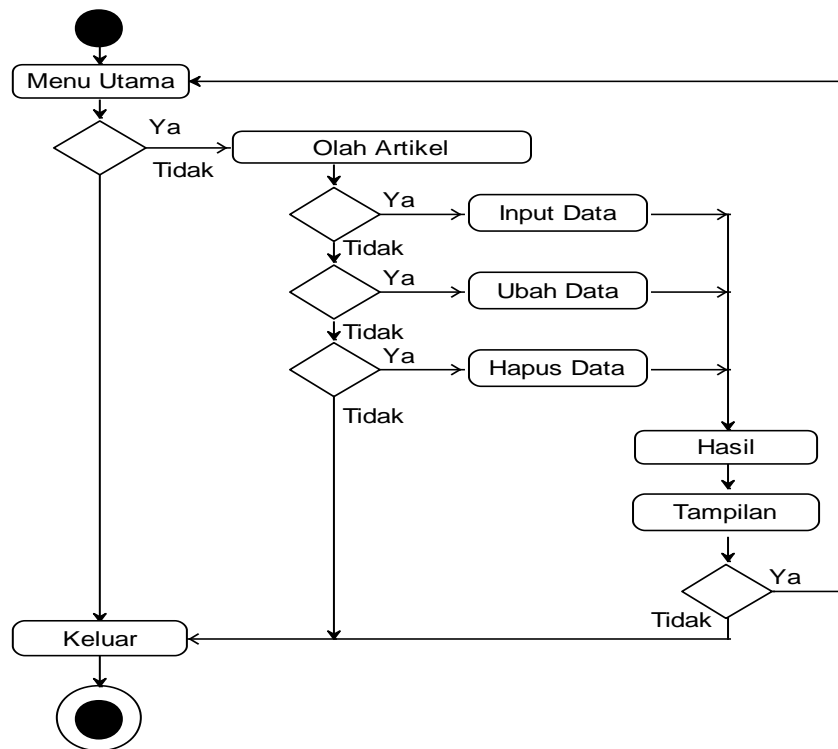 Menu Utama
Ya
Tidak
Olah Artikel
Ya
Input Data
Tidak
Ya
Ubah Data
Tidak
Ya
Hapus Data
Tidak
Hasil
Tampilan
Ya
Tidak
Keluar